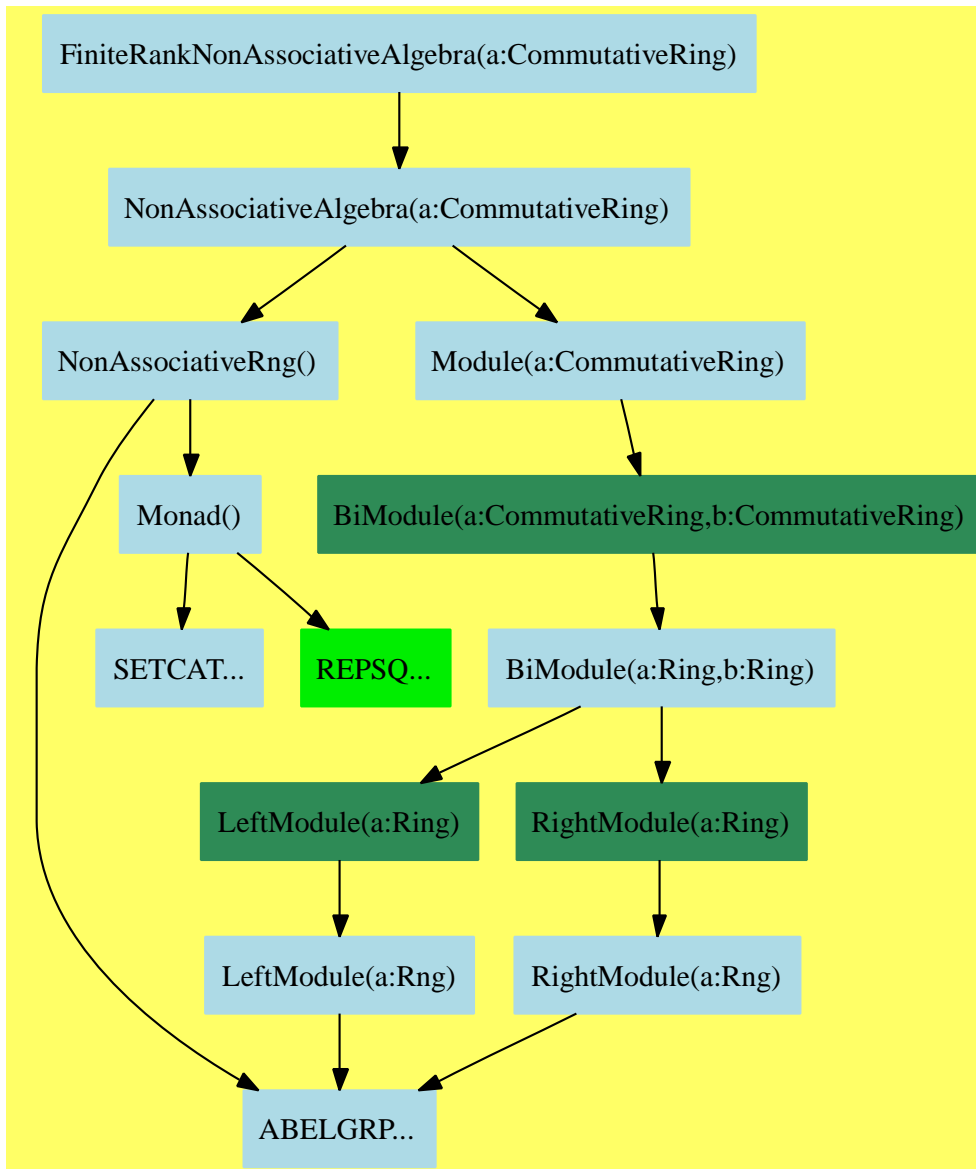 FiniteRankNonAssociativeAlgebra(a:CommutativeRing)
NonAssociativeAlgebra(a:CommutativeRing)
NonAssociativeRng()
Module(a:CommutativeRing)
Monad()
BiModule(a:CommutativeRing,b:CommutativeRing)
SETCAT...
REPSQ...
BiModule(a:Ring,b:Ring)
LeftModule(a:Ring)
RightModule(a:Ring)
LeftModule(a:Rng)
RightModule(a:Rng)
ABELGRP...